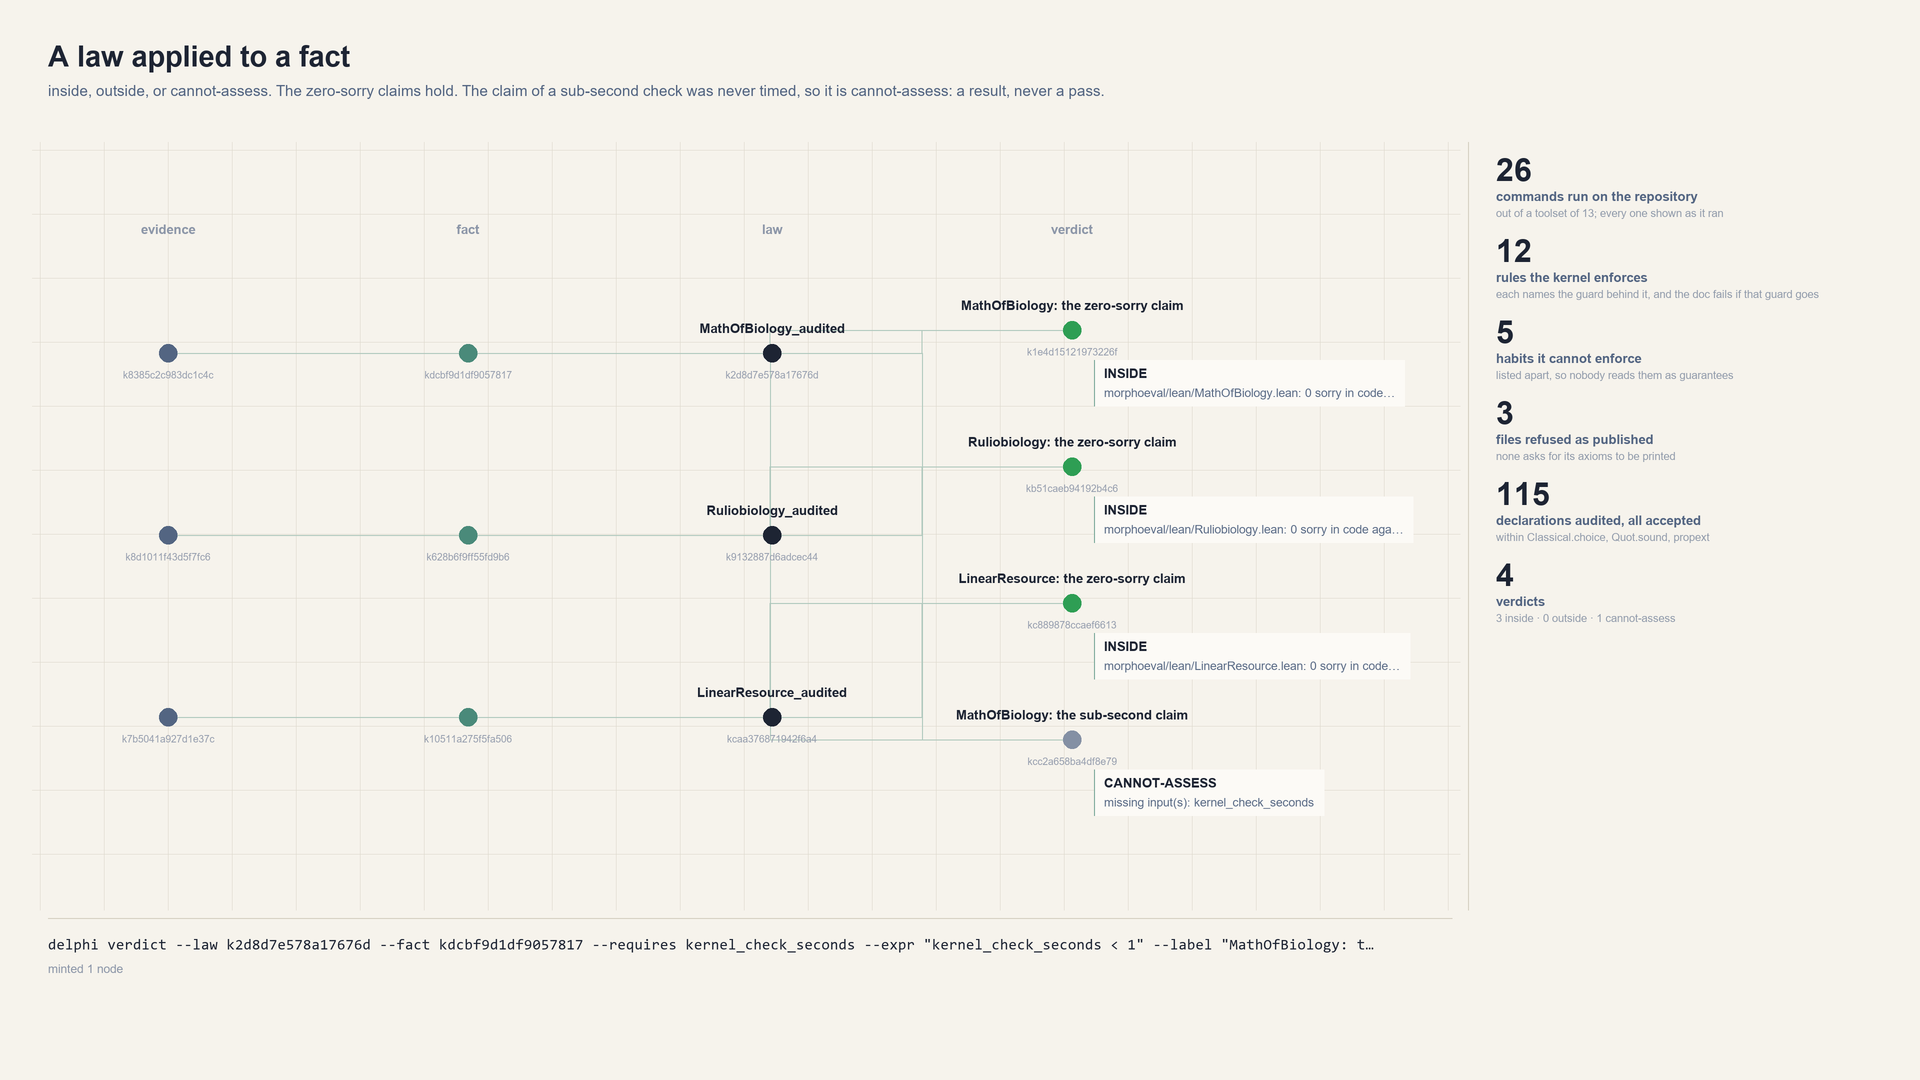 A law applied to a fact
inside, outside, or cannot-assess. The zero-sorry claims hold. The claim of a sub-second check was never timed, so it is cannot-assess: a result, never a pass.
evidence
fact
law
verdict
k8385c2c983dc1c4c
kdcbf9d1df9057817
MathOfBiology_audited
k2d8d7e578a17676d
MathOfBiology: the zero-sorry claim
k1e4d15121973226f
INSIDE
morphoeval/lean/MathOfBiology.lean: 0 sorry in code…
Ruliobiology: the zero-sorry claim
kb51caeb94192b4c6
INSIDE
morphoeval/lean/Ruliobiology.lean: 0 sorry in code aga…
k8d1011f43d5f7fc6
k628b6f9ff55fd9b6
Ruliobiology_audited
k9132887d6adcec44
LinearResource: the zero-sorry claim
kc889878ccaef6613
INSIDE
morphoeval/lean/LinearResource.lean: 0 sorry in code…
k7b5041a927d1e37c
k10511a275f5fa506
LinearResource_audited
kcaa376871942f6a4
MathOfBiology: the sub-second claim
kcc2a658ba4df8e79
CANNOT-ASSESS
missing input(s): kernel_check_seconds
26
commands run on the repository
out of a toolset of 13; every one shown as it ran
12
rules the kernel enforces
each names the guard behind it, and the doc fails if that guard goes
5
habits it cannot enforce
listed apart, so nobody reads them as guarantees
3
files refused as published
none asks for its axioms to be printed
115
declarations audited, all accepted
within Classical.choice, Quot.sound, propext
4
verdicts
3 inside · 0 outside · 1 cannot-assess
delphi verdict --law k2d8d7e578a17676d --fact kdcbf9d1df9057817 --requires kernel_check_seconds --expr "kernel_check_seconds < 1" --label "MathOfBiology: t…
minted 1 node